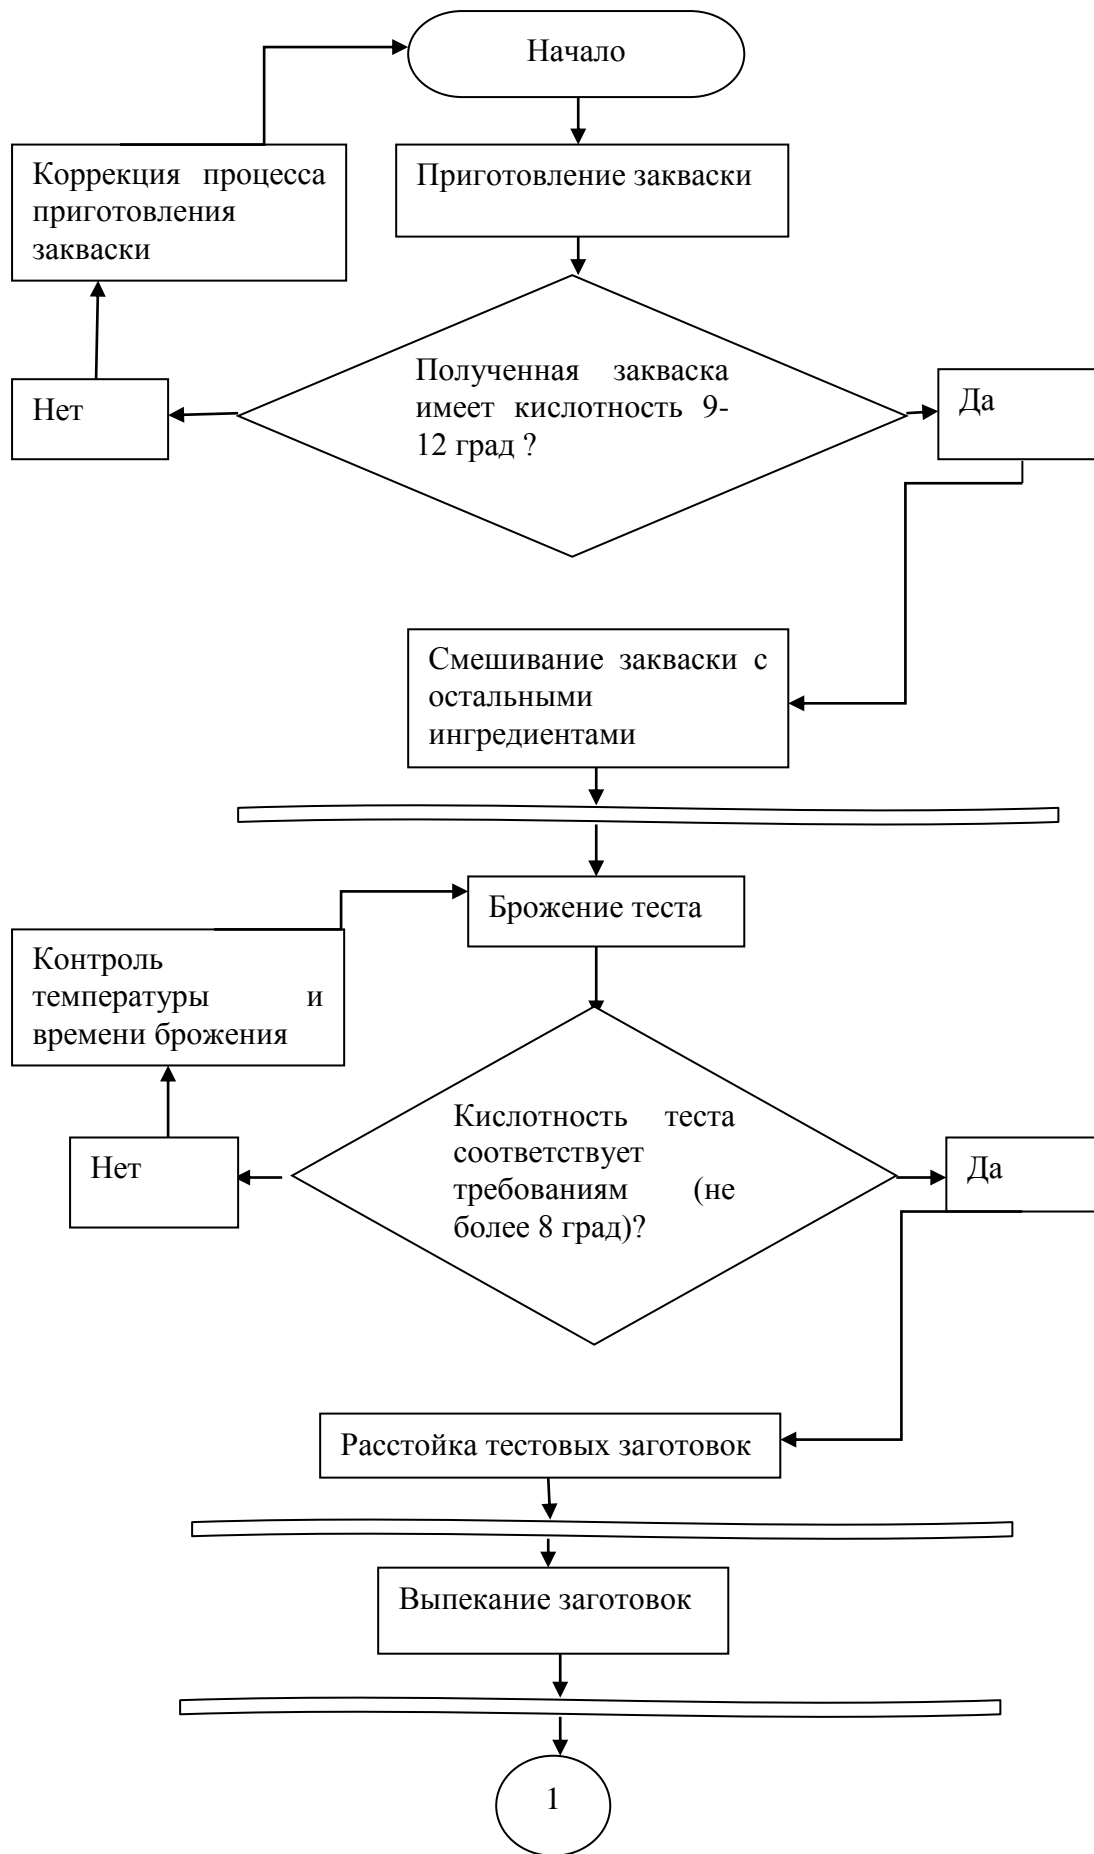 Начало
Коррекция процесса
приготовления
закваски
Приготовление закваски
Полученная закваска
имеет кислотность 9-
12 град ?
Нет
Да
Смешивание закваски с
остальными
ингредиентами
Брожение теста
Контроль
температуры и
времени брожения
Кислотность теста
соответствует
требованиям (не
более 8 град)?
Нет
Да
Расстойка тестовых заготовок
Выпекание заготовок
1